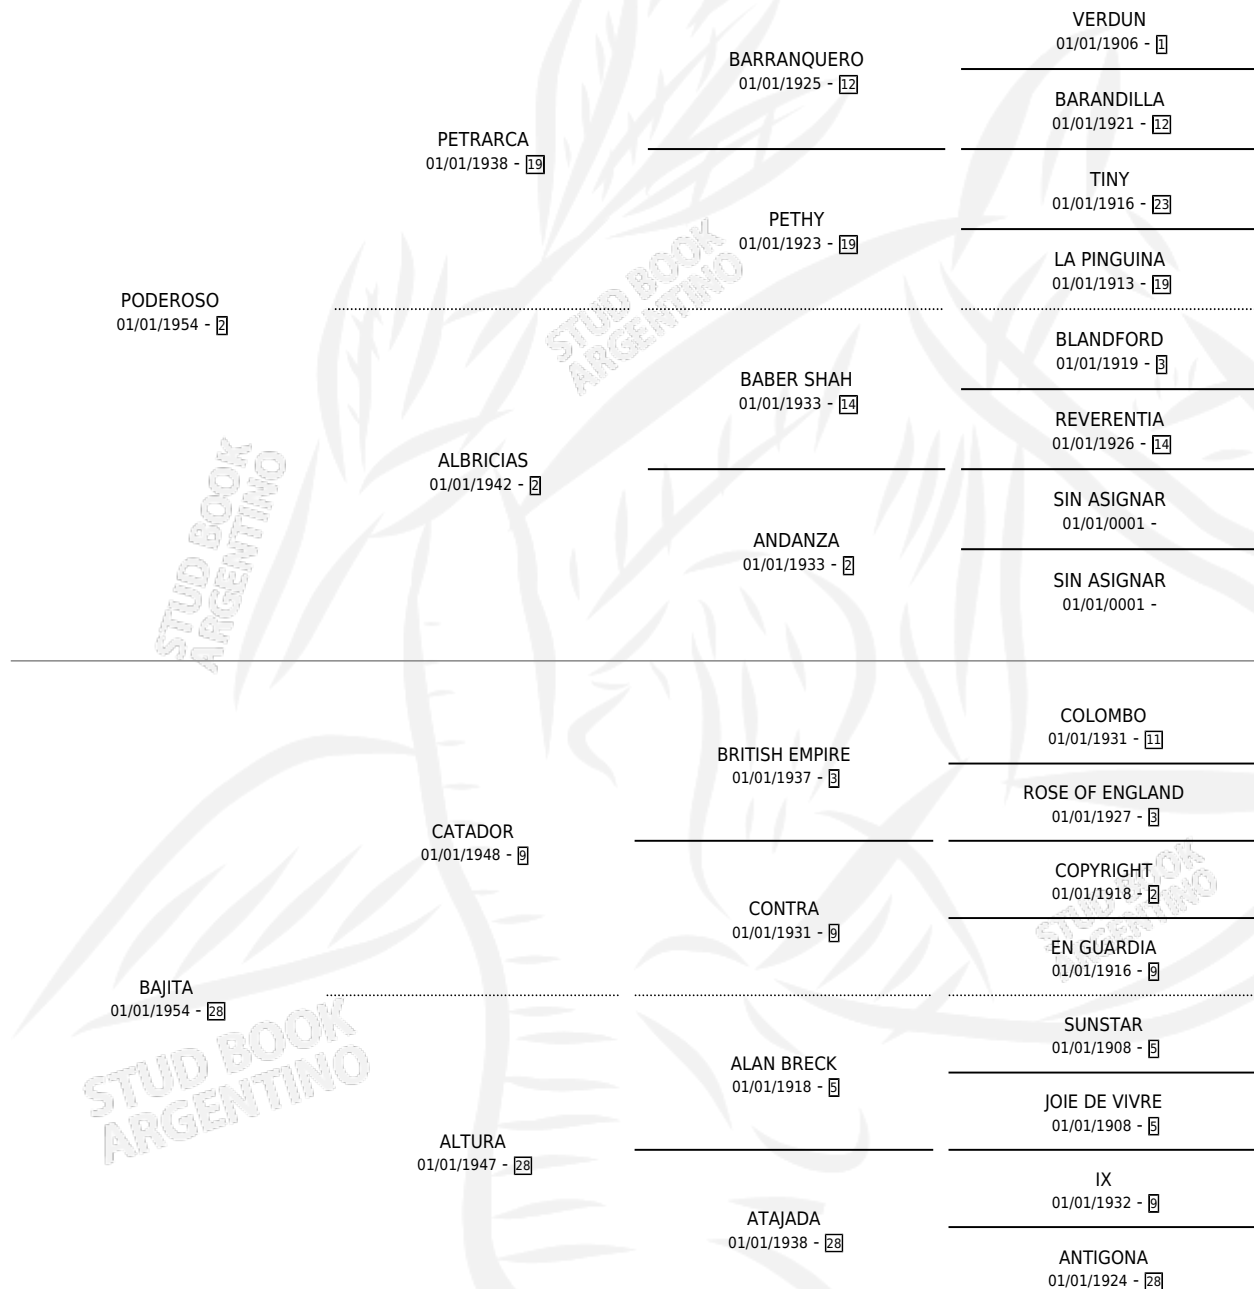 VERDUN
01/01/1906 - 1
BARRANQUERO
01/01/1925 - 12
BARANDILLA
01/01/1921 - 12
PETRARCA
01/01/1938 - 19
TINY
01/01/1916 - 23
PETHY
01/01/1923 - 19
LA PINGUINA
01/01/1913 - 19
PODEROSO
01/01/1954 - 2
BLANDFORD
01/01/1919 - 3
BABER SHAH
01/01/1933 - 14
REVERENTIA
01/01/1926 - 14
ALBRICIAS
01/01/1942 - 2
SIN ASIGNAR
01/01/0001 -
ANDANZA
01/01/1933 - 2
SIN ASIGNAR
01/01/0001 -
COLOMBO
01/01/1931 - 11
BRITISH EMPIRE
01/01/1937 - 3
ROSE OF ENGLAND
01/01/1927 - 3
CATADOR
01/01/1948 - 9
COPYRIGHT
01/01/1918 - 2
CONTRA
01/01/1931 - 9
EN GUARDIA
01/01/1916 - 9
BAJITA
01/01/1954 - 28
SUNSTAR
01/01/1908 - 5
ALAN BRECK
01/01/1918 - 5
JOIE DE VIVRE
01/01/1908 - 5
ALTURA
01/01/1947 - 28
IX
01/01/1932 - 9
ATAJADA
01/01/1938 - 28
ANTIGONA
01/01/1924 - 28
STUD BOOK
ARGENTINO
STUD BOOK
ARGENTINO
STUD BOOK
ARGENTINO
STUD BOOK
ARGENTINO